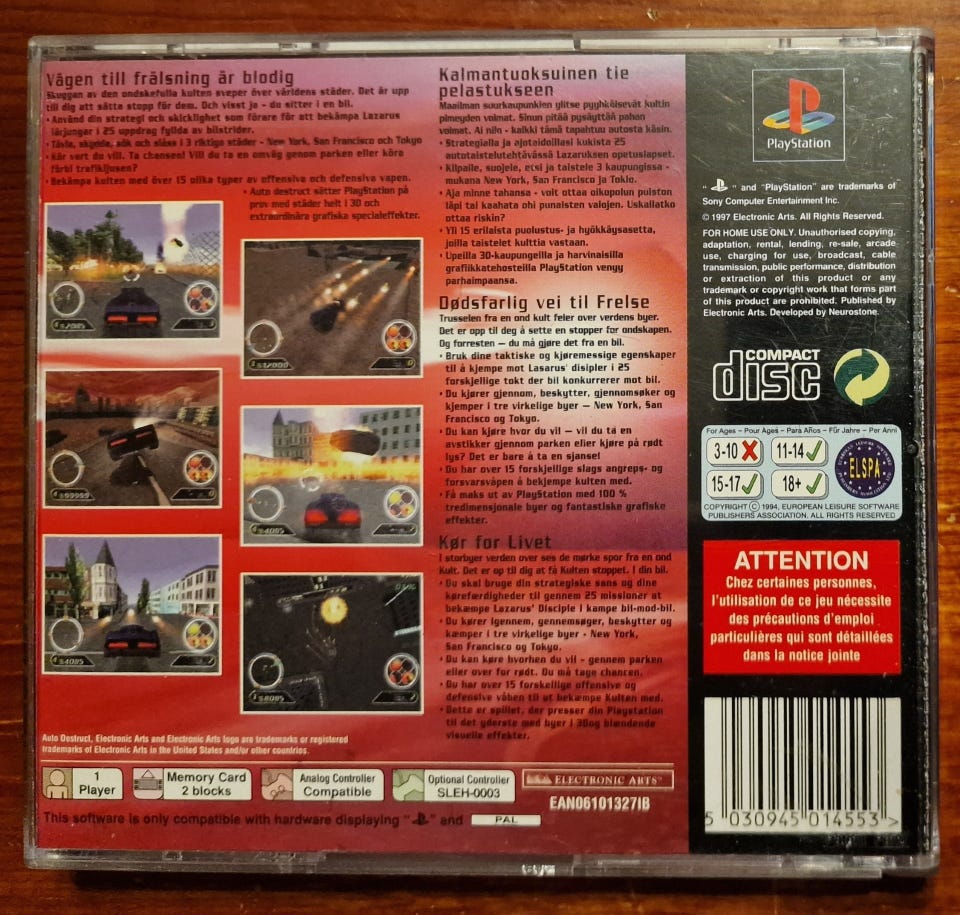 Vägen till frälsning är blodig
Skuggan av den ondskefulla kulten sveper över världens städer. Det är upp
till dig att sätta stopp för dem. Och visst ja - du sitter i en bil.
• Använd din strategi och skicklighet som förare för att bekämpa Lazarus
lärjungar i 25 uppdrag fyllda av bilstrider.
• Tävla, skydda, sök och slåss i 3 riktiga städer - New York, San Francisco och Tokyo
• Kör vart du vill. Ta chansen! Vill du ta en omväg genom parken eller köra
förbi trafikljusen?
• Bekämpa kulten med över 15 olika typer av offensiva och defensiva vapen.
• Auto destruct sätter PlayStation på
prov med städer helt i 3D och
extraordinära grafiska specialeffekter.
Kalmantuoksuinen tie
pelastukseen
Maailman suurkaupunkien ylitse pyyhkäisevät kultin
pimeyden voimat. Sinun pitää pysäyttää pahan
voimat. Ai niin - kaikki tämä tapahtuu autosta käsin.
• Strategialla ja ajotaidoillasi kukista 25
autotaistelutehtävässä Lazaruksen opetuslapset.
• Kilpaile, suojele, etsi ja taistele 3 kaupungissa -
mukana New York, San Francisco ja Tokio.
• Aja minne tahansa - voit ottaa oikopolun puiston
läpi tai kaahata ohi punaisten valojen. Uskallatko
ottaa riskin?
• Yli 15 erilaista puolustus- ja hyökkäysasetta,
joilla taistelet kulttia vastaan.
• Upeilla 3D-kaupungeilla ja harvinaisilla
grafiikkatehosteilla PlayStation venyy
parhaimpaansa.
Dødsfarlig vei til Frelse
Trusselen fra en ond kult feier over verdens byer.
Det er opp til deg å sette en stopper for ondskapen.
Og forresten — du må gjøre det fra en bil.
• Bruk dine taktiske og kjøremessige egenskaper
til å kjempe mot Lasarus' disipler i 25
forskjellige tokt der bil konkurrerer mot bil.
• Du kjører gjennom, beskytter, gjennomsøker og
kjemper i tre virkelige byer — New York, San
Francisco og Tokyo.
• Du kan kjøre hvor du vil — vil du ta en
avstikker gjennom parken eller kjøre på rødt
lys? Det er bare å ta en sjanse!
• Du har over 15 forskjellige slags angreps- og
forsvarsvåpen å bekjempe kulten med.
• Få maks ut av PlayStation med 100 %
tredimensjonale byer og fantastiske grafiske
effekter.
Kør for Livet
I storbyer verden over ses de mørke spor fra en ond
Kult. Det er op til dig at få Kulten stoppet. I din bil.
• Du skal bruge din strategiske sans og dine
kørefærdigheder til gennem 25 missioner at
bekæmpe Lazarus' Disciple i kampe bil-mod-bil.
• Du kører igennem, gennemsøger, beskytter og
kæmper i tre virkelige byer - New York,
San Francisco og Tokyo.
• Du kan køre hvorhen du vil - gennem parken
eller over for rødt. Du må tage chancen.
• Du har over 15 forskellige offensive og
defensive våben til at bekæmpe Kulten med.
• Dette er spillet, der presser din Playstation
til det yderste med byer i 3D og blændende
visuelle effekter.
Auto Destruct, Electronic Arts and Electronic Arts logo are trademarks or registered
trademarks of Electronic Arts in the United States and/or other countries.
1
Player
Memory Card
2 blocks
Analog Controller
Compatible
Optional Controller
SLEH-0003
ELECTRONIC ARTS™
EAN06101327IB
This software is only compatible with hardware displaying " " and PAL
PlayStation
" " and "PlayStation" are trademarks of
Sony Computer Entertainment Inc.
© 1997 Electronic Arts. All Rights Reserved.
FOR HOME USE ONLY. Unauthorised copying,
adaptation, rental, lending, re-sale, arcade
use, charging for use, broadcast, cable
transmission, public performance, distribution
or extraction of this product or any
trademark or copyright work that forms part
of this product are prohibited. Published by
Electronic Arts. Developed by Neurostone.
COMPACT
disc
For Ages - Pour Ages - Para Años - Für Jahre - Per Anni
3-10 11-14
15-17 18+
ELSPA
COPYRIGHT © 1994, EUROPEAN LEISURE SOFTWARE
PUBLISHERS ASSOCIATION. ALL RIGHTS RESERVED
ATTENTION
Chez certaines personnes,
l'utilisation de ce jeu nécessite
des précautions d'emploi
particulières qui sont détaillées
dans la notice jointe
5 030945 014553 >